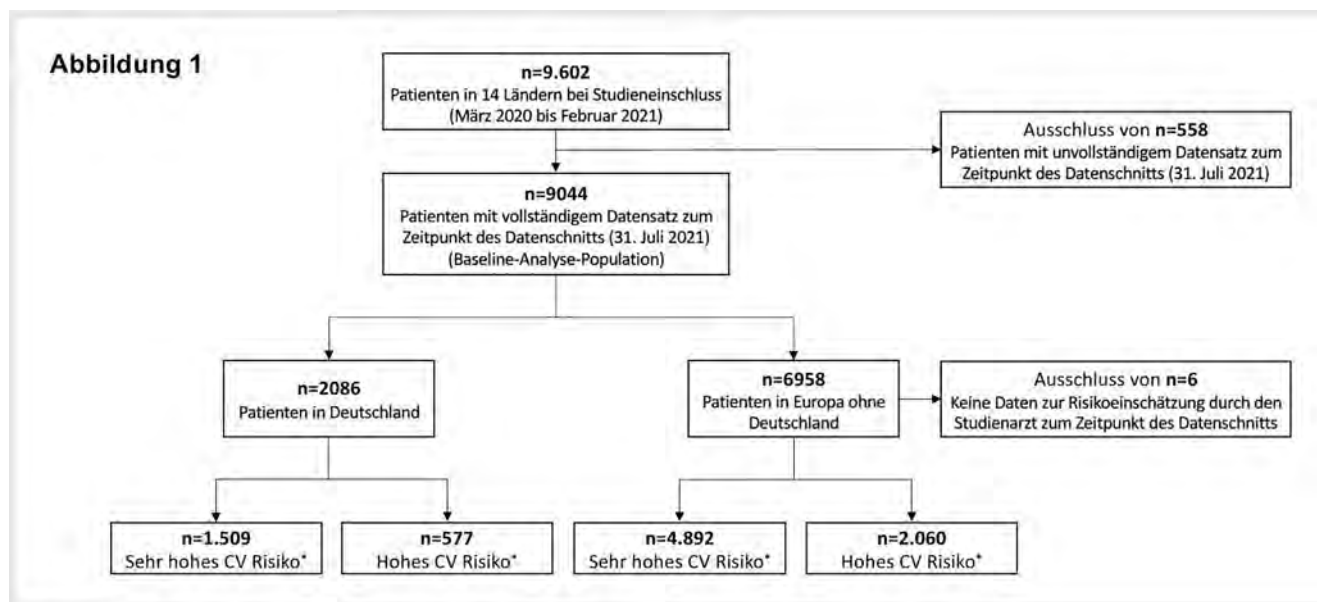 Abbildung 1
n=9.602
Patienten in 14 Ländern bei Studieneinschluss
(März 2020 bis Februar 2021)
Ausschluss von n=558
Patienten mit unvollständigem Datensatz zum
Zeitpunkt des Datenschnitts (31. Juli 2021)
n=9044
Patienten mit vollständigem Datensatz zum
Zeitpunkt des Datenschnitts (31. Juli 2021)
(Baseline-Analyse-Population)
n=2086
Patienten in Deutschland
n=6958
Patienten in Europa ohne
Deutschland
Ausschluss von n=6
Keine Daten zur Risikoeinschätzung durch den
Studienarzt zum Zeitpunkt des Datenschnitts
n=1.509
Sehr hohes CV Risiko*
n=577
Hohes CV Risiko*
n=4.892
Sehr hohes CV Risiko*
n=2.060
Hohes CV Risiko*